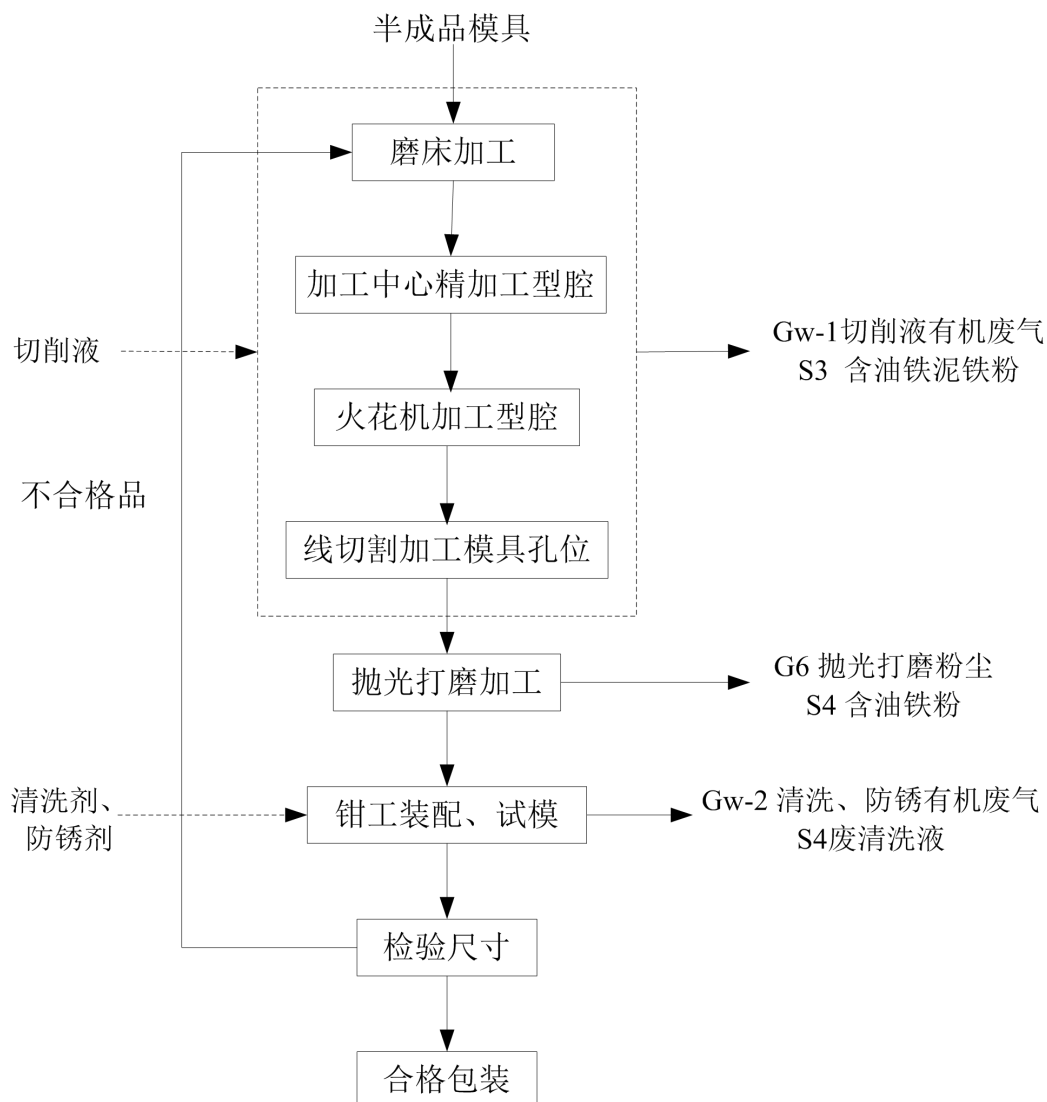 半成品模具
磨床加工
加工中心精加工型腔
切削液
Gw-1切削液有机废气
S3 含油铁泥铁粉
火花机加工型腔
不合格品
线切割加工模具孔位
抛光打磨加工
G6 抛光打磨粉尘
S4 含油铁粉
清洗剂、
防锈剂
钳工装配、试模
Gw-2 清洗、防锈有机废气
S4废清洗液
检验尺寸
合格包装